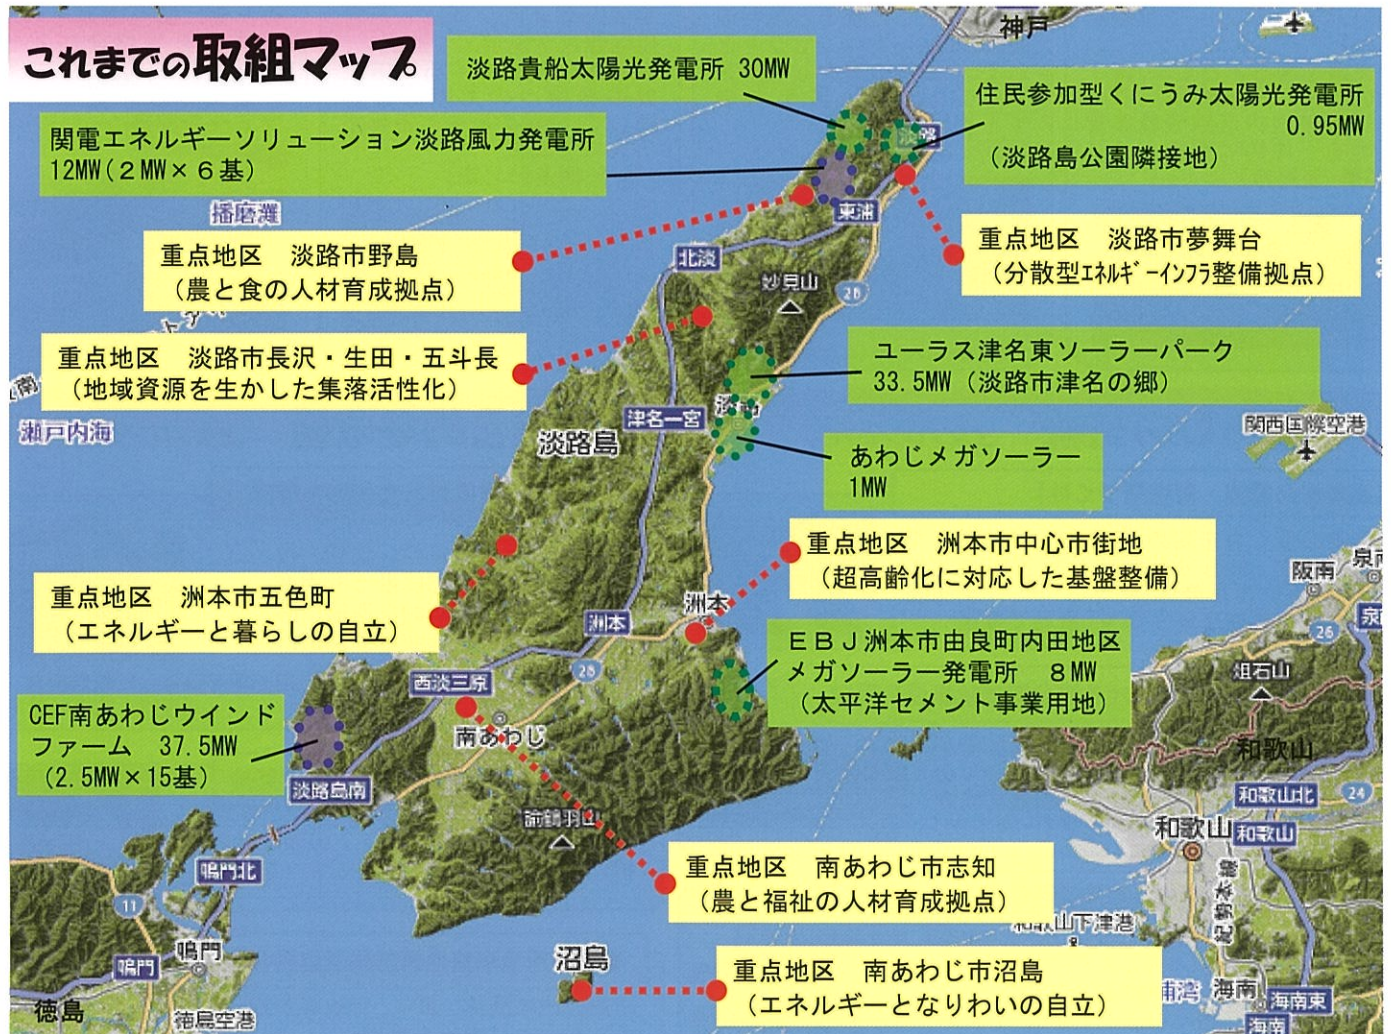 これまでの取組マップ
神戸
淡路貴船太陽光発電所 30MW
住民参加型くにうみ太陽光発電所
0.95MW
（淡路島公園隣接地）
関電エネルギーソリューション淡路風力発電所
12MW(２MW×６基)
淡路
播磨灘
東浦
重点地区　淡路市野島
（農と食の人材育成拠点）
重点地区　淡路市夢舞台
（分散型ｴﾈﾙｷﾞｰｲﾝﾌﾗ整備拠点）
北淡
妙見山
28
重点地区　淡路市長沢・生田・五斗長
（地域資源を生かした集落活性化）
ユーラス津名東ソーラーパーク
33.5MW（淡路市津名の郷）
瀬戸内海
津名一宮
淡路島
関西国際空港
あわじメガソーラー
1MW
重点地区　洲本市中心市街地
（超高齢化に対応した基盤整備）
阪南
重点地区　洲本市五色町
（エネルギーと暮らしの自立）
洲本
洲本
26
ＥＢＪ洲本市由良町内田地区
メガソーラー発電所　８MW
（太平洋セメント事業用地）
28
西淡三原
俎石山
CEF南あわじウインド
ファーム　37.5MW
（2.5MW×15基）
南あわじ
和歌山
淡路島南
和歌山北
24
諭鶴羽山
和歌山
和歌山
鳴門北
重点地区　南あわじ市志知
（農と福祉の人材育成拠点）
11
紀勢本線
和歌山下津港
鳴門
鳴門
沼島
重点地区　南あわじ市沼島
（エネルギーとなりわいの自立）
海南
海南東
徳島
徳島空港
海南